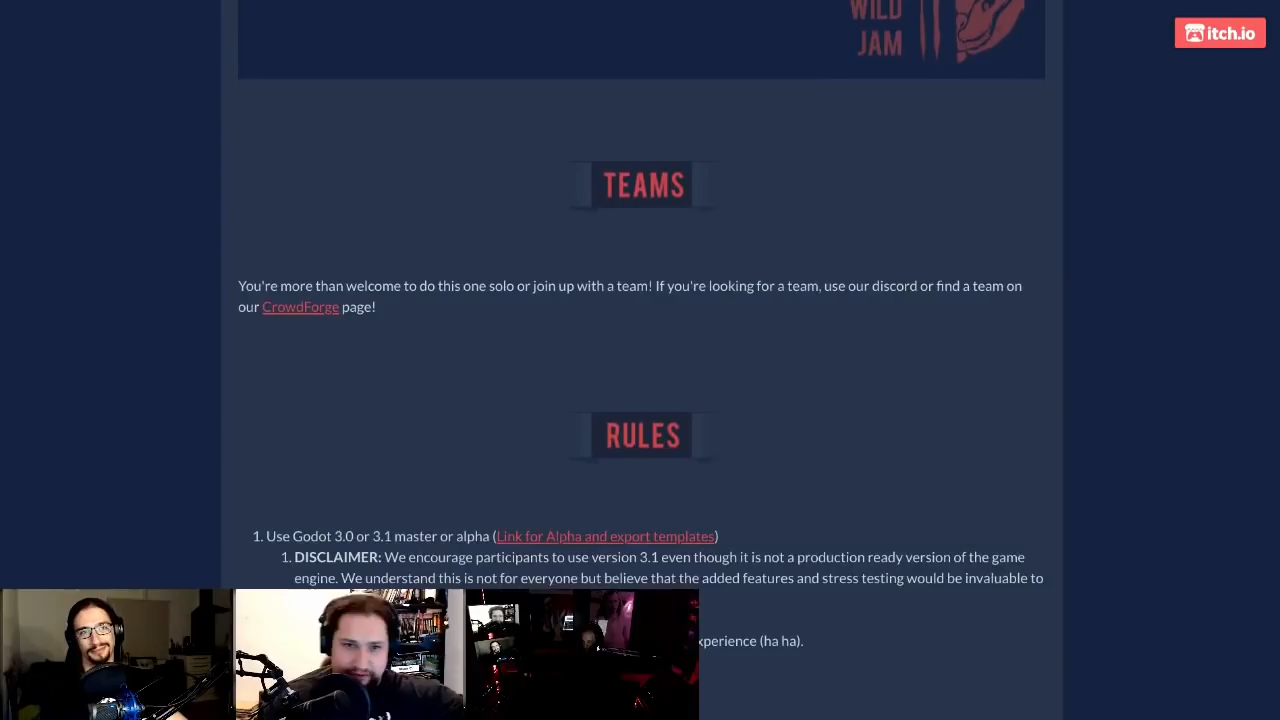 WILD
JAM
itch.io
TEAMS
You're more than welcome to do this one solo or join up with a team! If you're looking for a team, use our discord or find a team on
our CrowdForge page!
RULES
1. Use Godot 3.0 or 3.1 master or alpha (Link for Alpha and export templates)
1. DISCLAIMER: We encourage participants to use version 3.1 even though it is not a production ready version of the game
engine. We understand this is not for everyone but believe that the added features and stress testing would be invaluable to
xperience (ha ha).